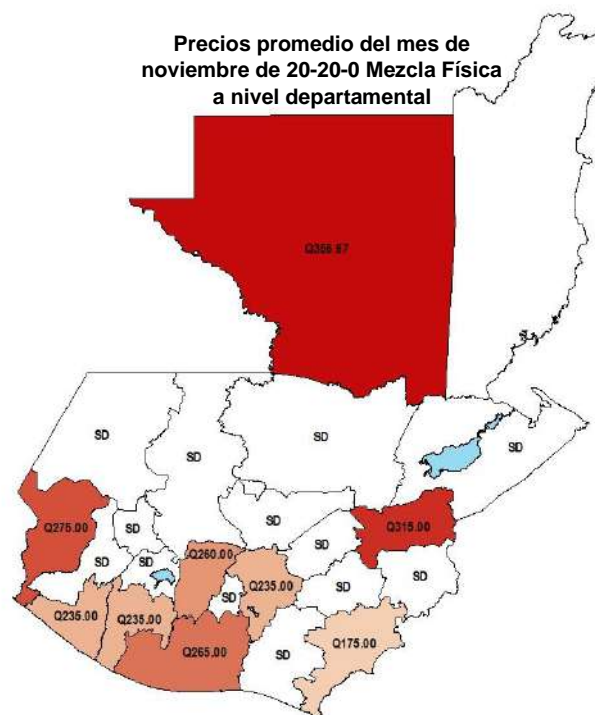 Precios promedio del mes de
noviembre de 20-20-0 Mezcla Física
a nivel departamental
SD
SD
SD
SD
SD
SD
Q275.00
Q315.00
SD
Q260.00
SD
SD
SD
Q235.00
SD
SD
Q235.00
Q235.00
Q175.00
Q265.00
SD